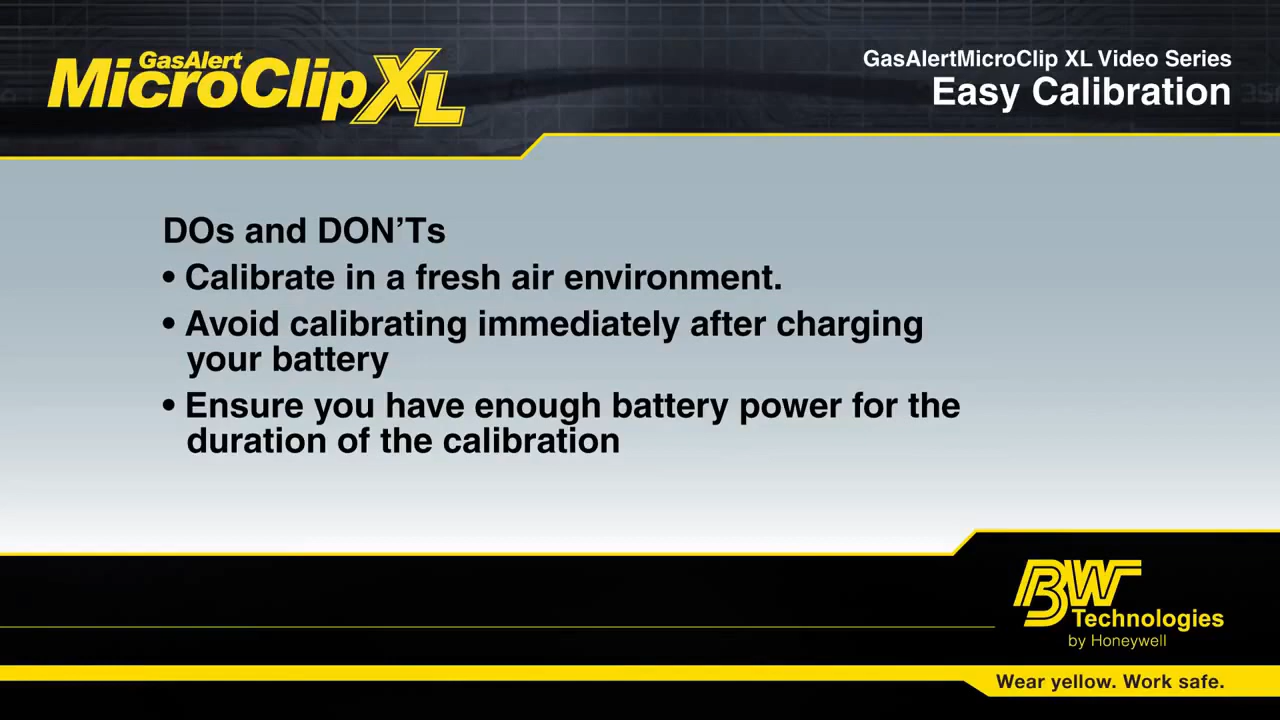 GasAlert
MicroClip XL
GasAlertMicroClip XL Video Series
Easy Calibration
DOs and DON’Ts
• Calibrate in a fresh air environment.
• Avoid calibrating immediately after charging
your battery
• Ensure you have enough battery power for the
duration of the calibration
BW
Technologies
by Honeywell
Wear yellow. Work safe.